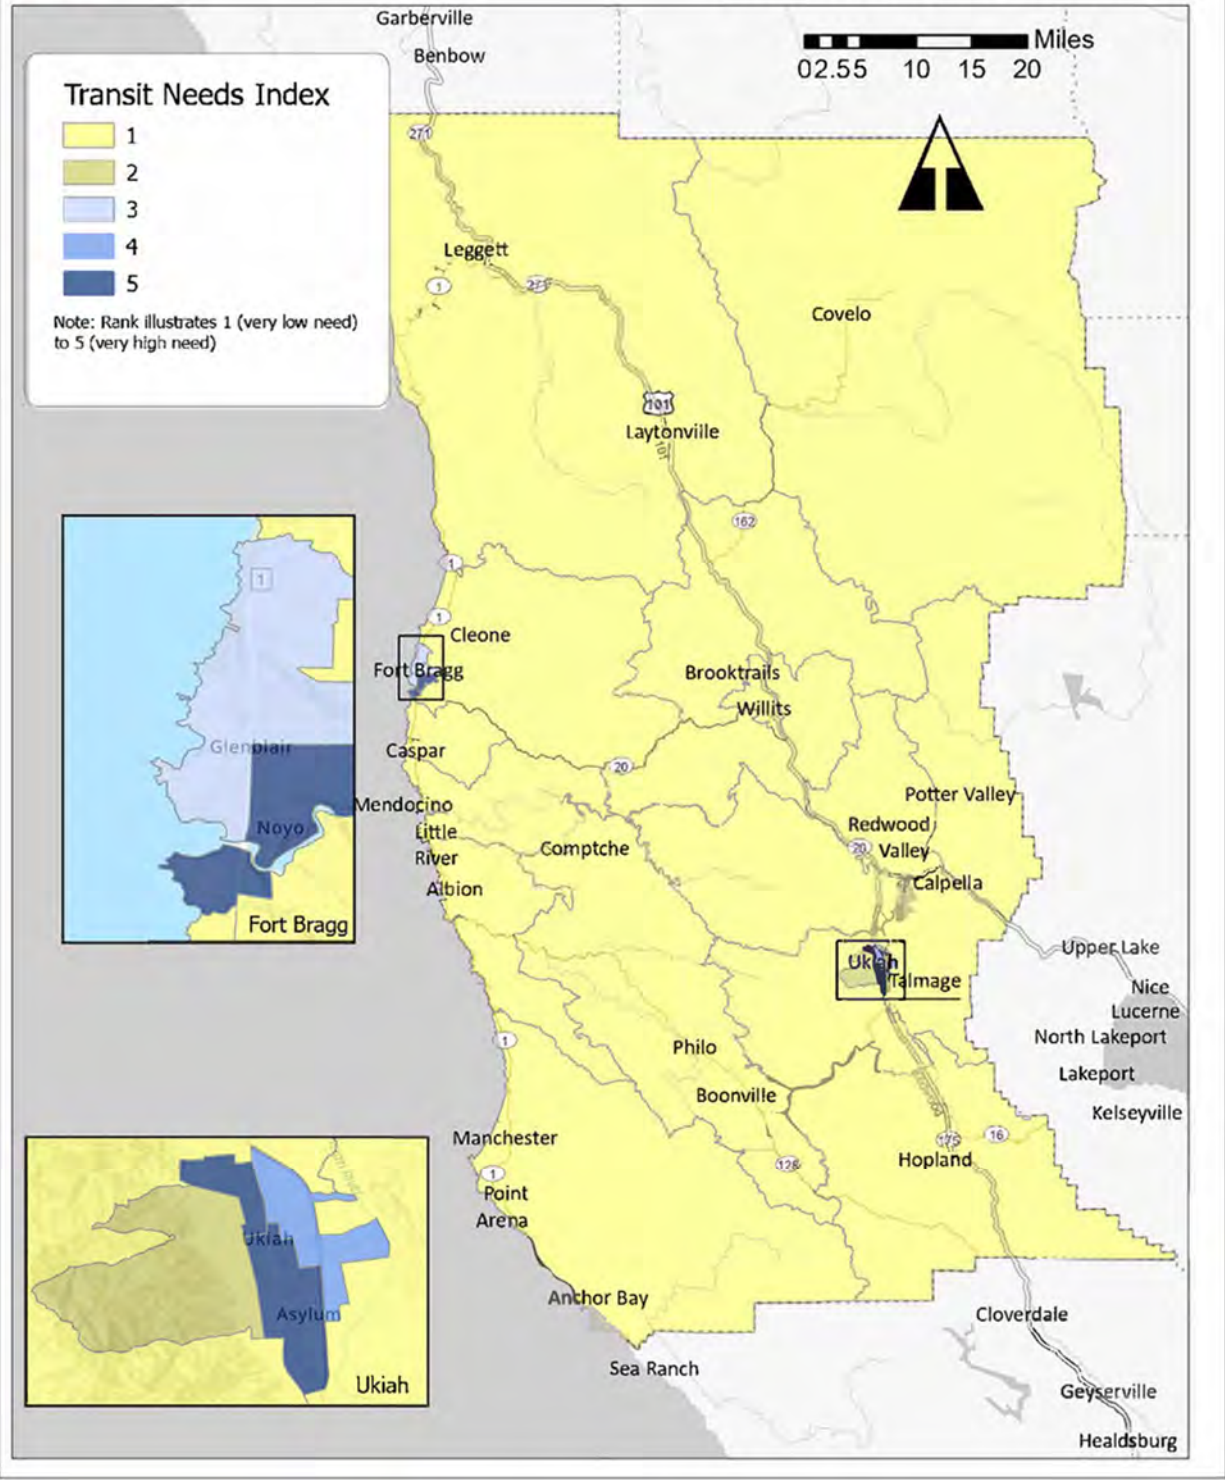 Garberville
Benbow
Miles
02.55 10 15 20
Transit Needs Index
1
2
3
4
5
Note: Rank illustrates 1 (very low need)
to 5 (very high need)
271
Leggett
1
271
Covelo
101
Laytonville
101
162
1
1
Cleone
Fort Bragg
Brooktrails
Willits
Caspar
20
Mendocino
Potter Valley
Little
River
Redwood
Valley
20
Comptche
Calpella
Albion
Ukiah
Talmage
Upper Lake
Nice
Lucerne
North Lakeport
Lakeport
Kelseyville
1
Philo
Boonville
Manchester
175
16
Hopland
128
1
Point
Arena
Anchor Bay
Cloverdale
Sea Ranch
Geyserville
Healdsburg
1
Glenblair
Noyo
Fort Bragg
Ukiah
Asylum
Ukiah